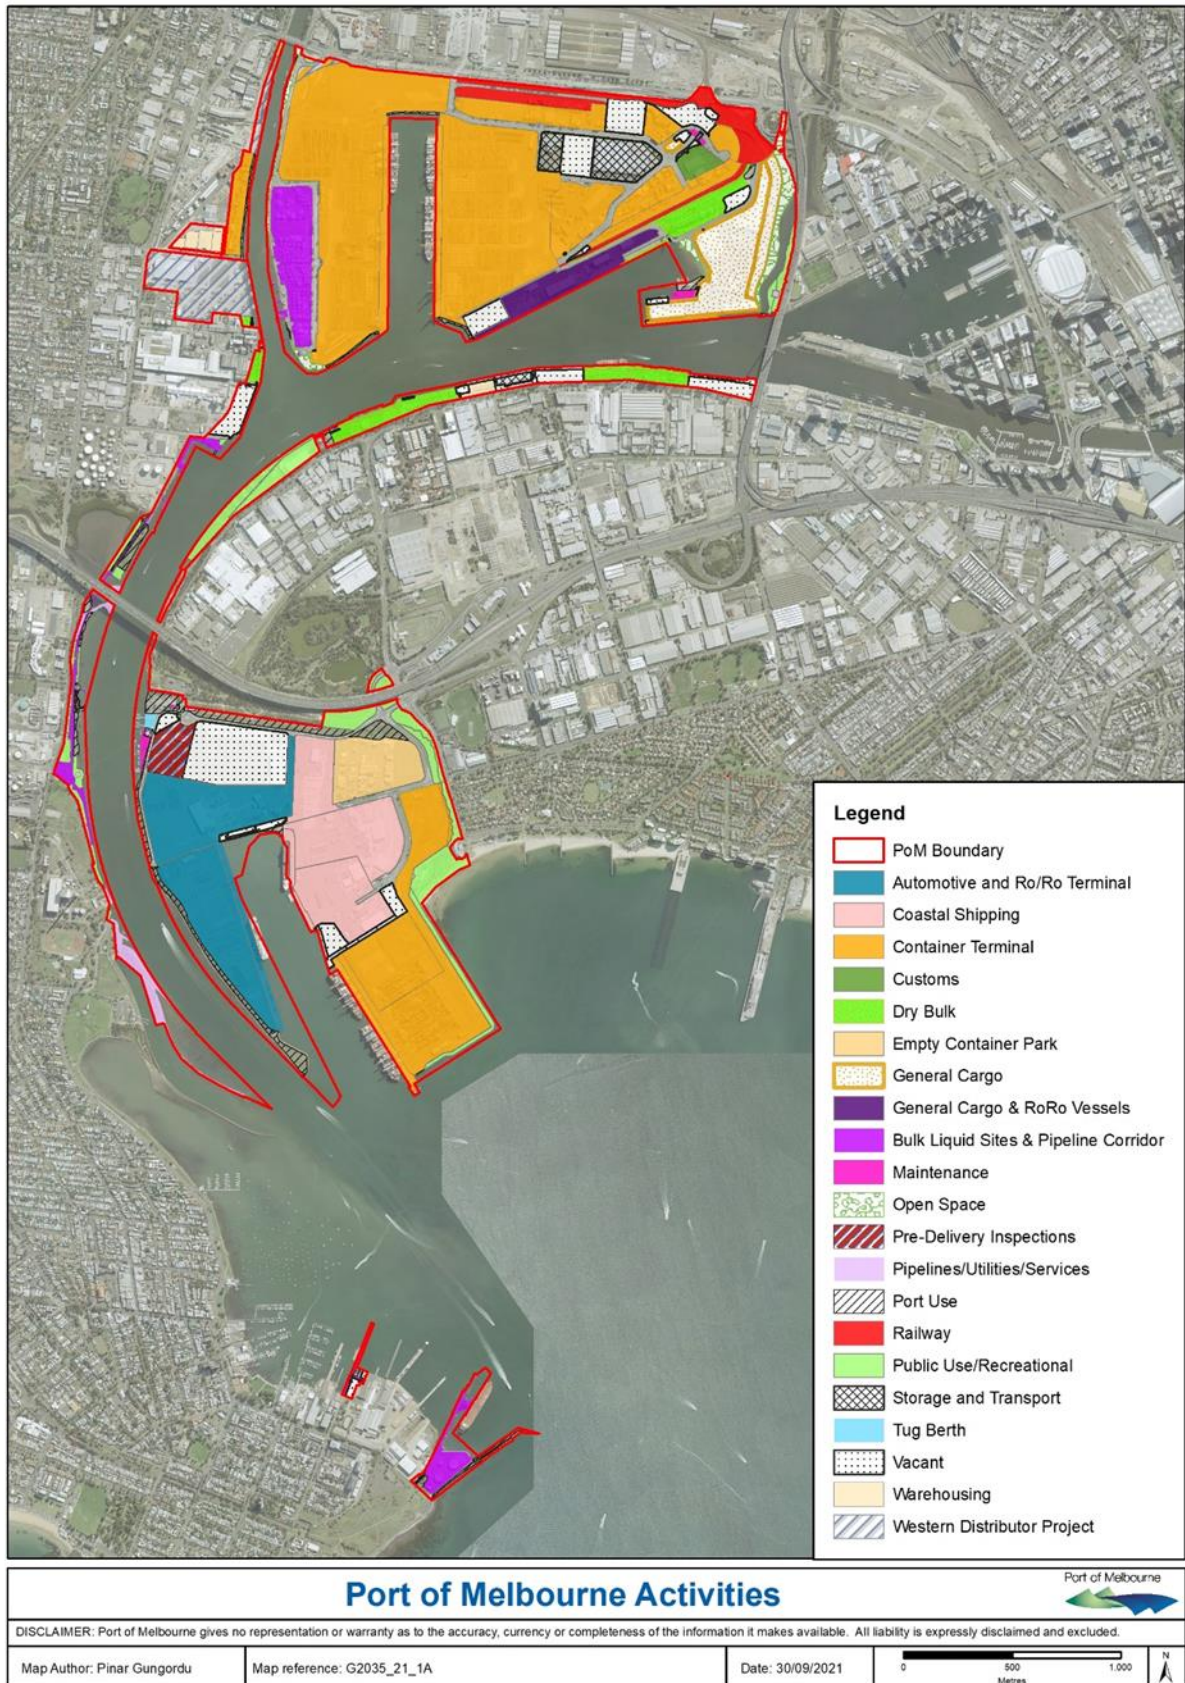 Legend
PoM Boundary
Automotive and Ro/Ro Terminal
Coastal Shipping
Container Terminal
Customs
Dry Bulk
Empty Container Park
General Cargo
General Cargo & RoRo Vessels
Bulk Liquid Sites & Pipeline Corridor
Maintenance
Open Space
Pre-Delivery Inspections
Pipelines/Utilities/Services
Port Use
Railway
Public Use/Recreational
Storage and Transport
Tug Berth
Vacant
Warehousing
Western Distributor Project
Port of Melbourne Activities
Port of Melbourne
DISCLAIMER: Port of Melbourne gives no representation or warranty as to the accuracy, currency or completeness of the information it makes available. All liability is expressly disclaimed and excluded.
Map Author: Pinar Gungordu
Map reference: G2035_21_1A
Date: 30/09/2021
0 500 1,000
Metres
N